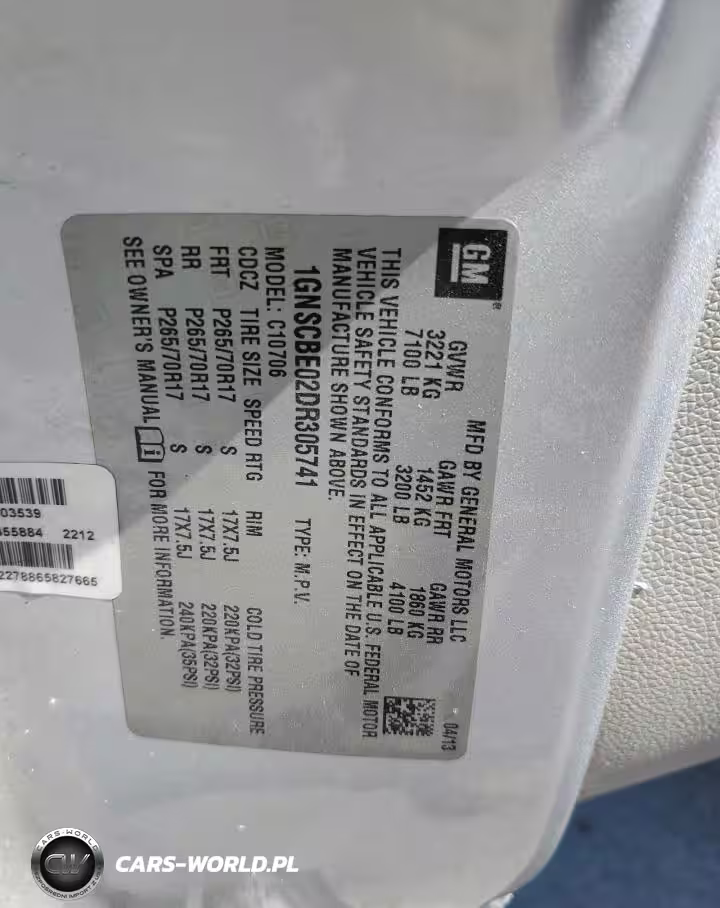 GM
MFD BY GENERAL MOTORS LLC
04/13
GVWR GAWR FRT GAWR RR
3221 KG 1452 KG 1860 KG
7100 LB 3200 LB 4100 LB
THIS VEHICLE CONFORMS TO ALL APPLICABLE U.S. FEDERAL MOTOR
VEHICLE SAFETY STANDARDS IN EFFECT ON THE DATE OF
MANUFACTURE SHOWN ABOVE.
1GNSCBE02DR305741 TYPE: M.P.V.
MODEL: C10706
CDCZ TIRE SIZE SPEED RTG RIM COLD TIRE PRESSURE
FRT P265/70R17 S 17X7.5J 220KPA(32PSI)
RR P265/70R17 S 17X7.5J 220KPA(32PSI)
SPA P265/70R17 S 17X7.5J 240KPA(35PSI)
SEE OWNER'S MANUAL FOR MORE INFORMATION.
03539
55884 2212
2278865827665
CARS-WORLD
CW
CARS-WORLD.PL